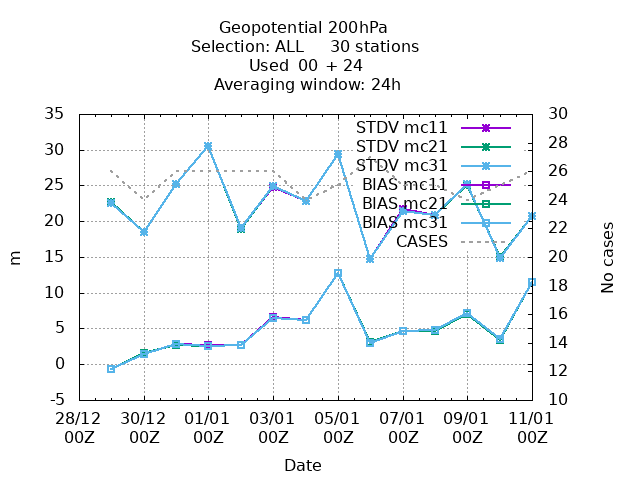 Geopotential 200hPa
Selection: ALL 30 stations
Used 00 + 24
Averaging window: 24h
35 30
30 28
25 26
20 24
15 22
10 20
5 18
0 16
-5 14
12
10
STDV mc11
STDV mc21
STDV mc31
BIAS mc11
BIAS mc21
BIAS mc31
CASES
m
No cases
28/12 30/12 01/01 03/01 05/01 07/01 09/01 11/01
00Z 00Z 00Z 00Z 00Z 00Z 00Z 00Z
Date